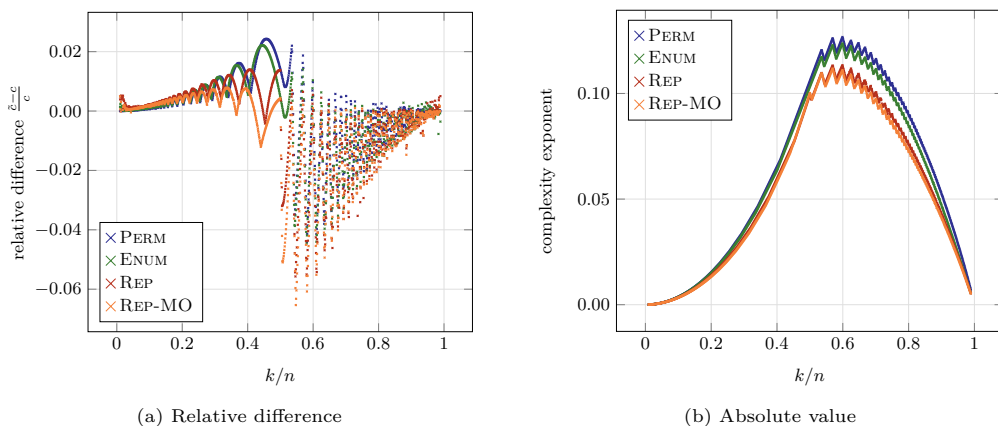 0.02
0.00
−0.02
−0.04
−0.06
relative difference c̃−c/c
PERM
ENUM
REP
REP-MO
0 0.2 0.4 0.6 0.8 1
k/n
(a) Relative difference
0.10
0.05
0.00
complexity exponent
PERM
ENUM
REP
REP-MO
0 0.2 0.4 0.6 0.8 1
k/n
(b) Absolute value